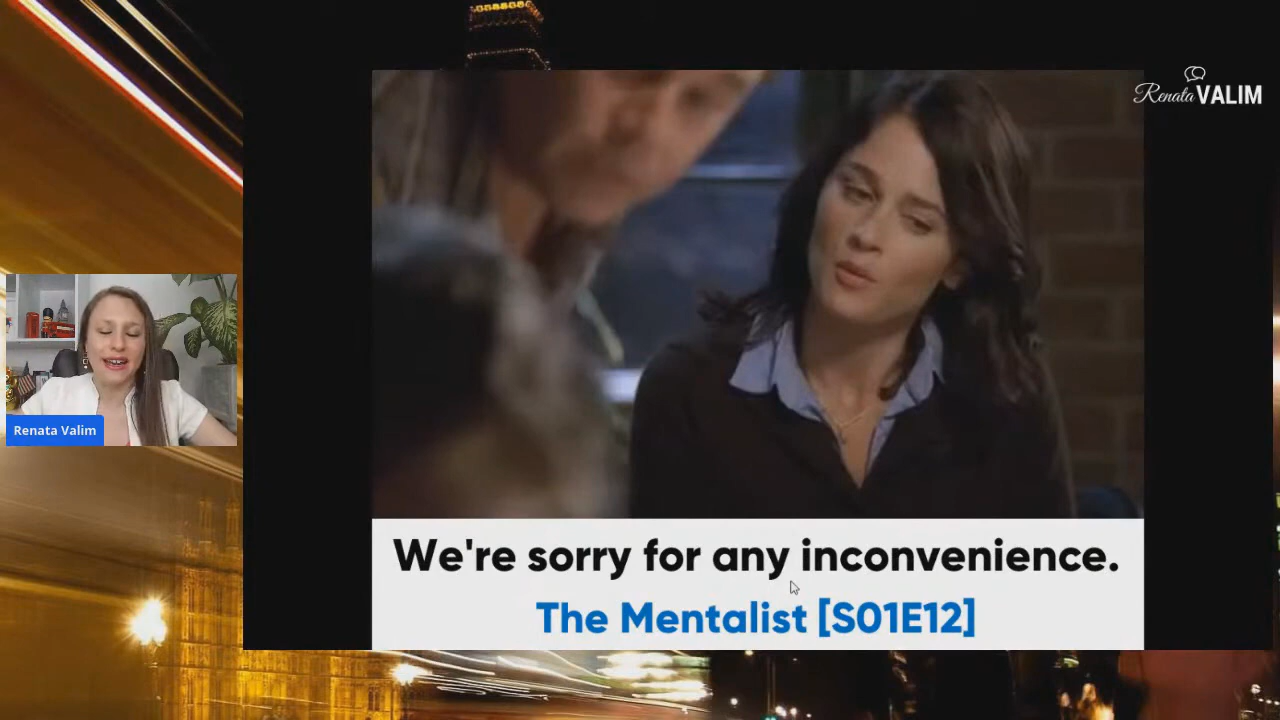 Renata VALIM
Renata Valim
We're sorry for any inconvenience.
The Mentalist [S01E12]